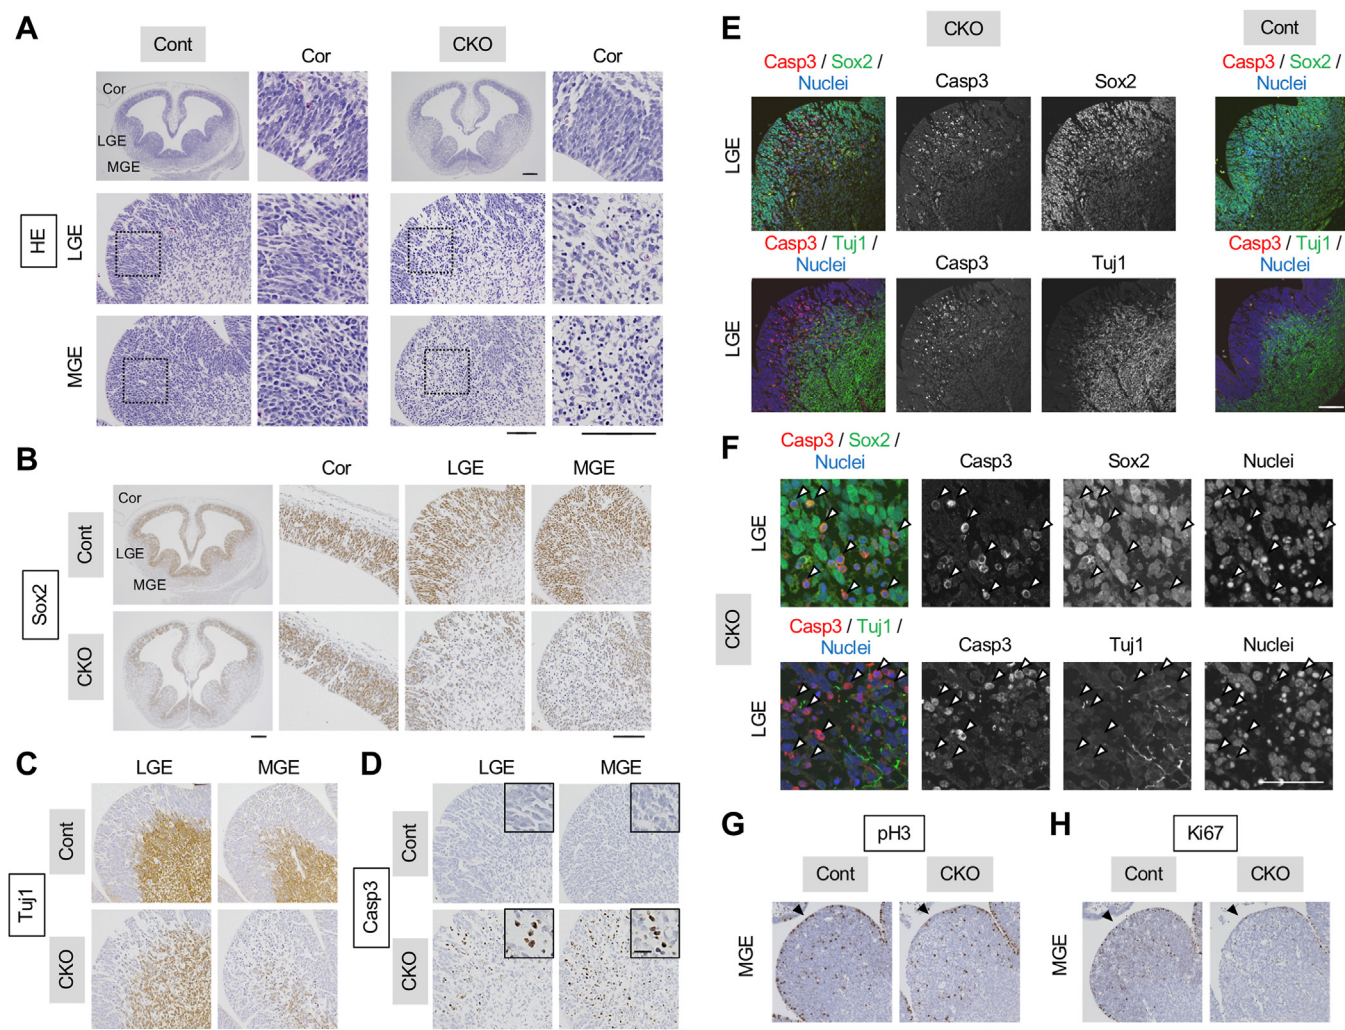 A
Cont
CKO
Cor
Cor
Cor
LGE
MGE
HE
LGE
MGE
B
Cor
LGE
MGE
Sox2
Cont
CKO
Cor
LGE
MGE
C
LGE
MGE
Tuj1
Cont
CKO
D
LGE
MGE
Casp3
Cont
CKO
E
CKO
Cont
Casp3 / Sox2 /
Nuclei
Casp3
Sox2
Casp3 / Sox2 /
Nuclei
LGE
Casp3 / Tuj1 /
Nuclei
Casp3
Tuj1
Casp3 / Tuj1 /
Nuclei
LGE
F
Casp3 / Sox2 /
Nuclei
Casp3
Sox2
Nuclei
LGE
CKO
Casp3 / Tuj1 /
Nuclei
Casp3
Tuj1
Nuclei
LGE
G
pH3
Cont
CKO
MGE
H
Ki67
Cont
CKO
MGE